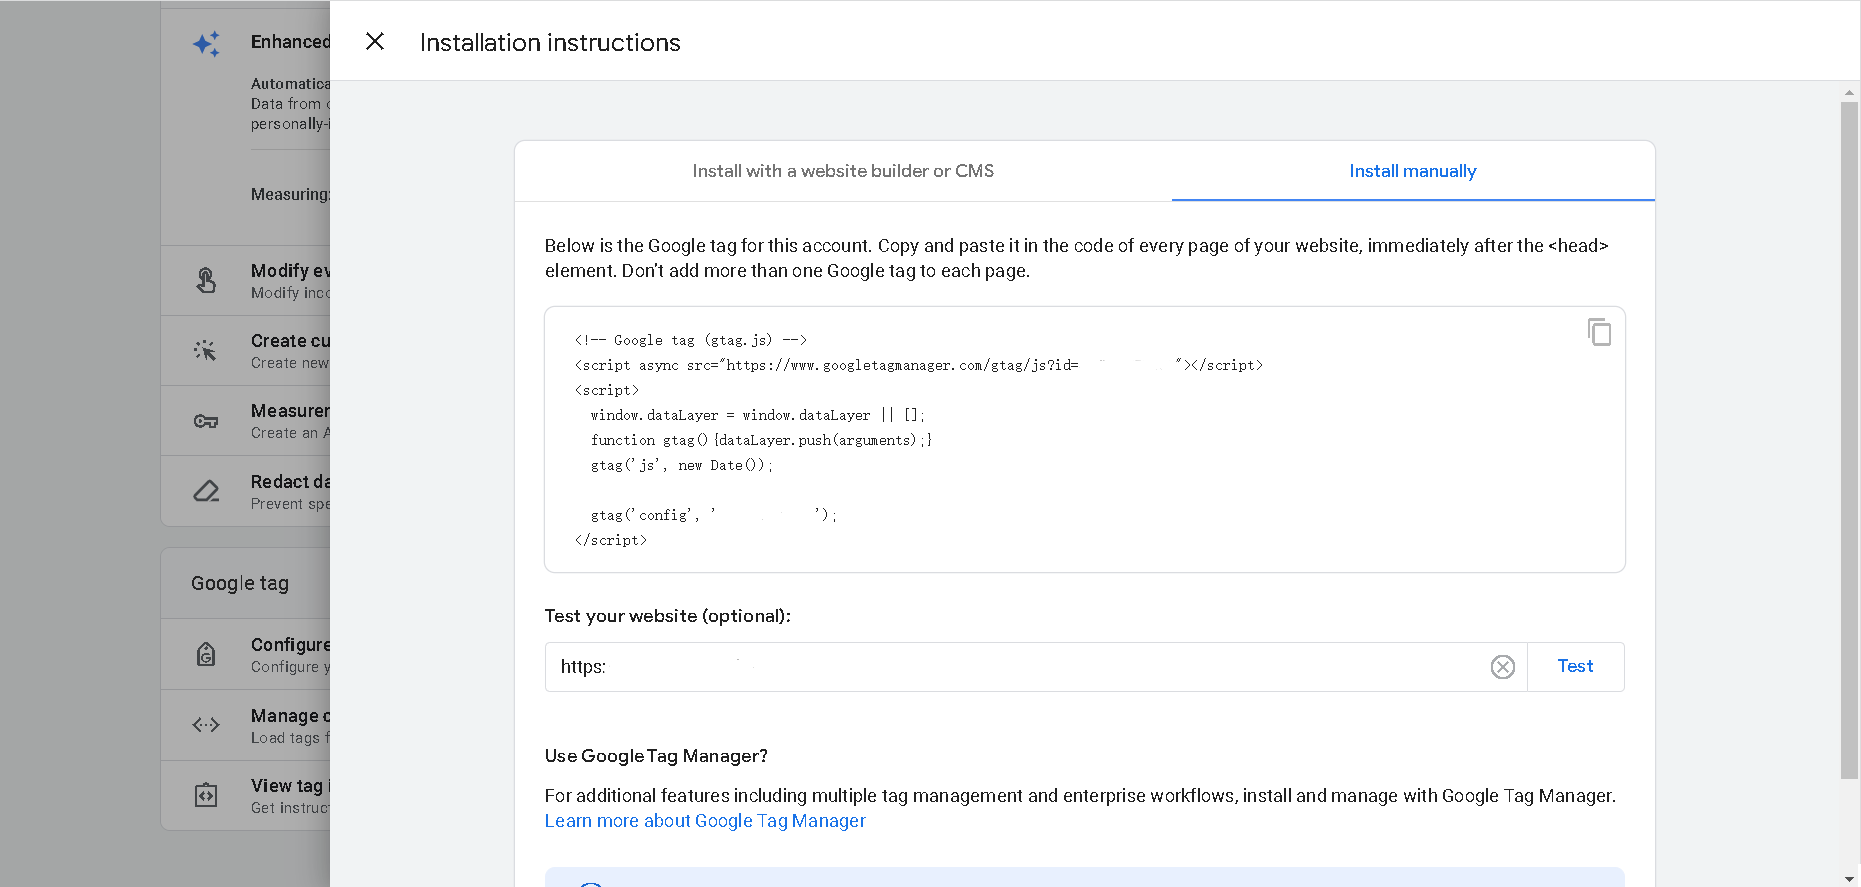 Installation instructions
Enhanced
Automatica
Data from
personally-i
Measuring:
Modify ev
Modify inco
Create cu
Create new
Measurer
Create an A
Redact da
Prevent spe
Google tag
Configure
Configure y
Manage c
Load tags f
View tag i
Get instruc
Install with a website builder or CMS
Install manually
Below is the Google tag for this account. Copy and paste it in the code of every page of your website, immediately after the <head>
element. Don't add more than one Google tag to each page.
<!-- Google tag (gtag.js) -->
<script async src="https://www.googletagmanager.com/gtag/js?id= "></script>
<script>
window.dataLayer = window.dataLayer || [];
function gtag(){dataLayer.push(arguments);}
gtag('js', new Date());
gtag('config', ' ');
</script>
Test your website (optional):
https:
Test
Use Google Tag Manager?
For additional features including multiple tag management and enterprise workflows, install and manage with Google Tag Manager.
Learn more about Google Tag Manager